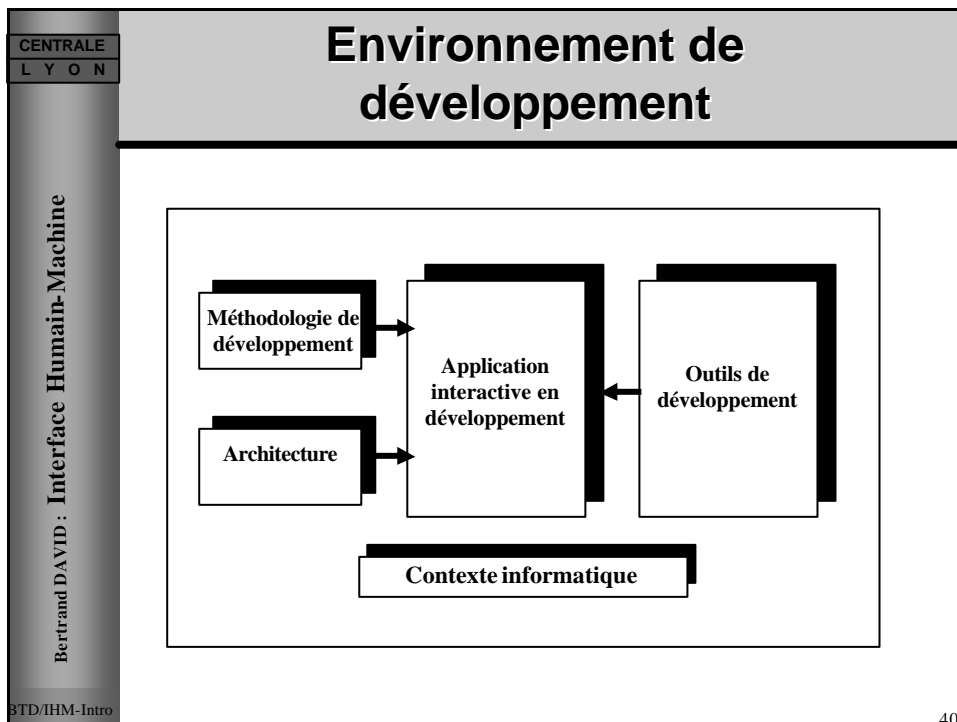 CENTRALE
L Y O N
Environnement de
développement
Bertrand DAVID : Interface Humain-Machine
Méthodologie de
développement
Architecture
Application
interactive en
développement
Outils de
développement
Contexte informatique
BTD/IHM-Intro
40